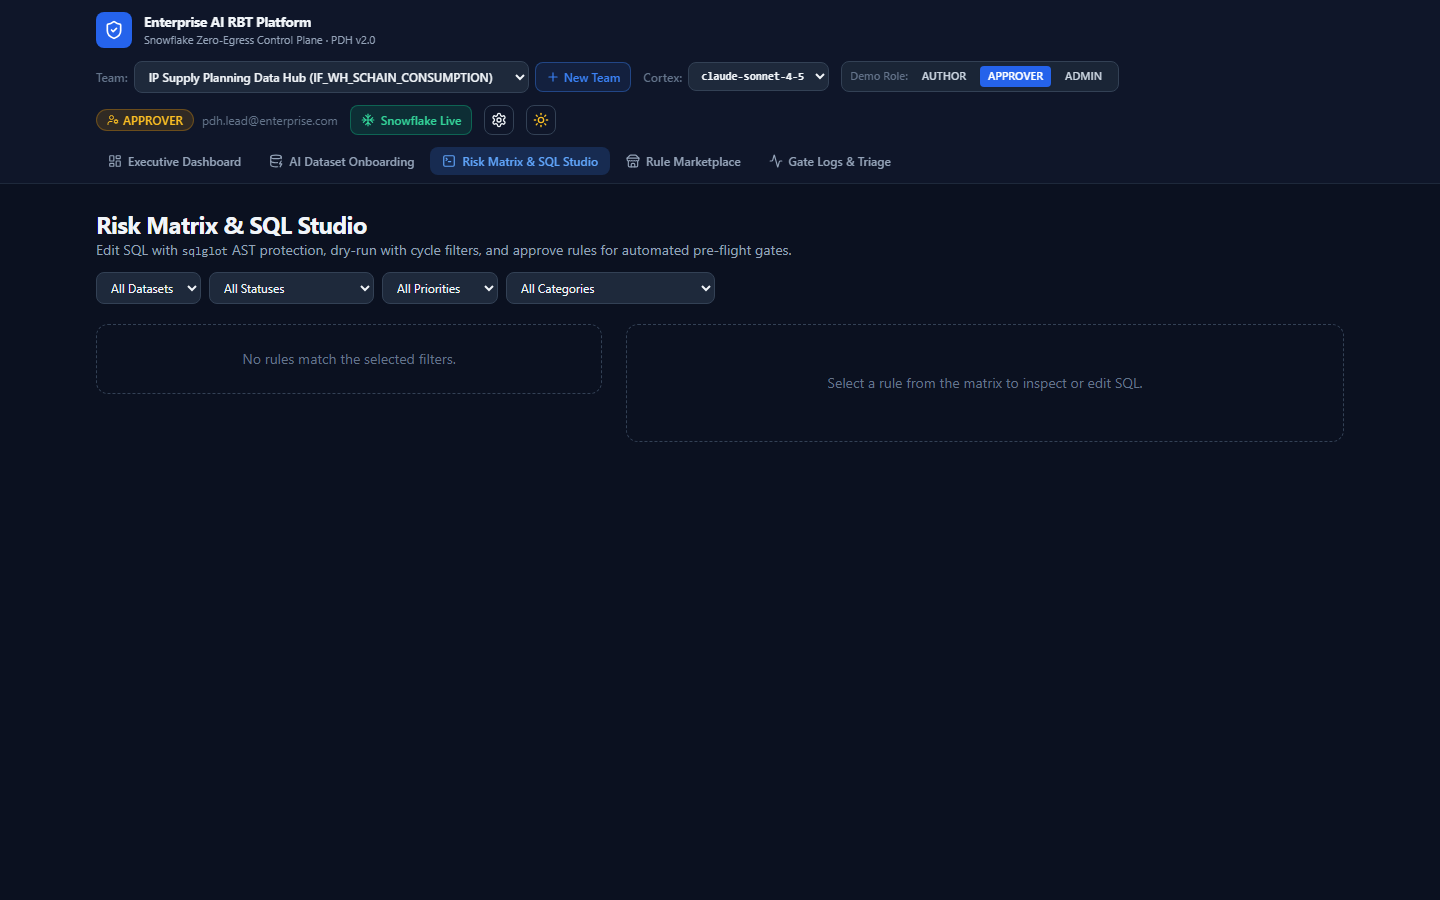 Enterprise AI RBT Platform
Snowflake Zero-Egress Control Plane · PDH v2.0
Team: IP Supply Planning Data Hub (IF_WH_SCHAIN_CONSUMPTION) + New Team Cortex: claude-sonnet-4-5 Demo Role: AUTHOR APPROVER ADMIN
APPROVER pdh.lead@enterprise.com Snowflake Live
Executive Dashboard AI Dataset Onboarding Risk Matrix & SQL Studio Rule Marketplace Gate Logs & Triage
Risk Matrix & SQL Studio
Edit SQL with sqlglot AST protection, dry-run with cycle filters, and approve rules for automated pre-flight gates.
All Datasets All Statuses All Priorities All Categories
No rules match the selected filters.
Select a rule from the matrix to inspect or edit SQL.